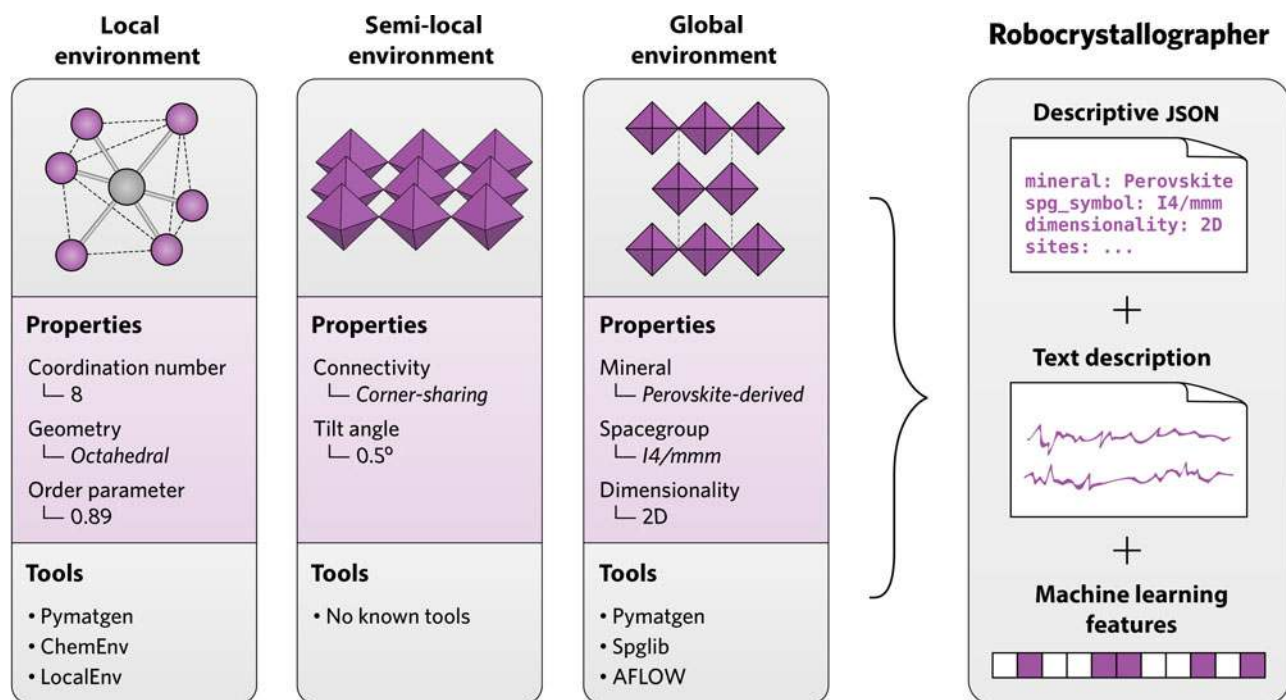 Local
environment
Properties
Coordination number
8
Geometry
Octahedral
Order parameter
0.89
Tools
• Pymatgen
• ChemEnv
• LocalEnv
Semi-local
environment
Properties
Connectivity
Corner-sharing
Tilt angle
0.5°
Tools
• No known tools
Global
environment
Properties
Mineral
Perovskite-derived
Spacegroup
I4/mmm
Dimensionality
2D
Tools
• Pymatgen
• Spglib
• AFLOW
Robocrystallographer
Descriptive JSON
mineral: Perovskite
spg_symbol: I4/mmm
dimensionality: 2D
sites: ...
+
Text description
+
Machine learning
features